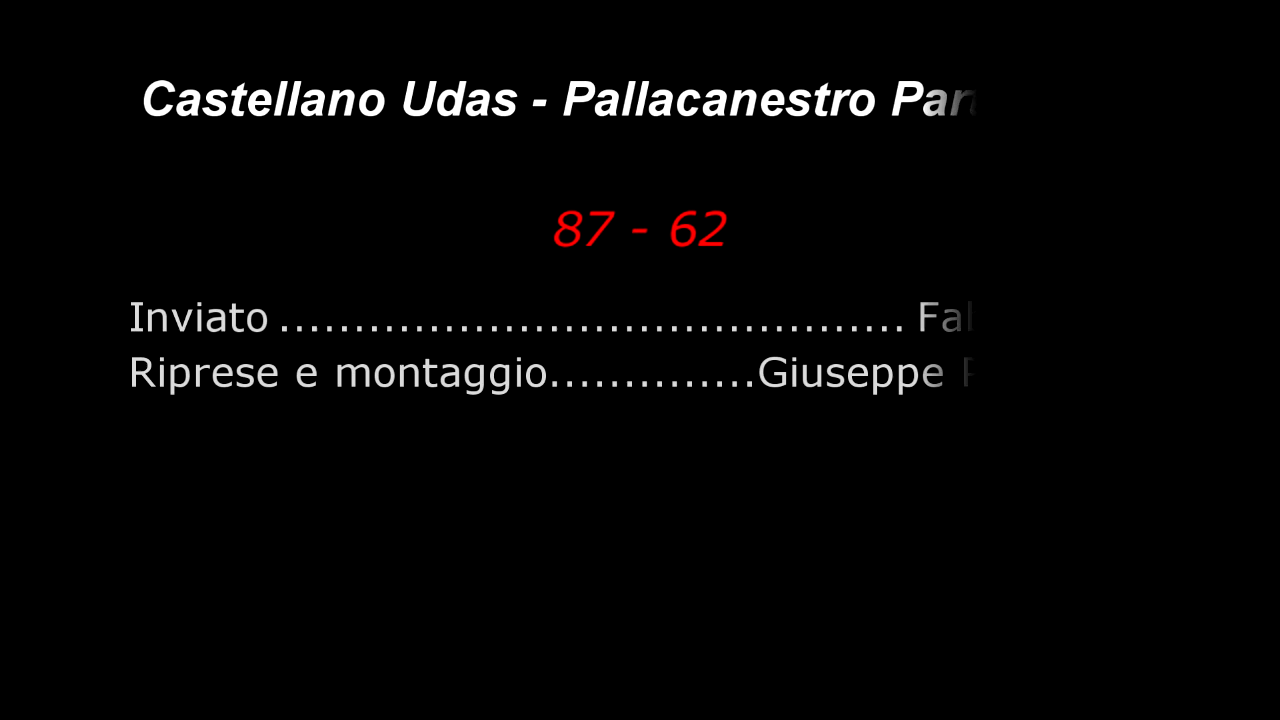 Castellano Udas - Pallacanestro
87 - 62
Inviato ..........................................
Riprese e montaggio..............Giuseppe